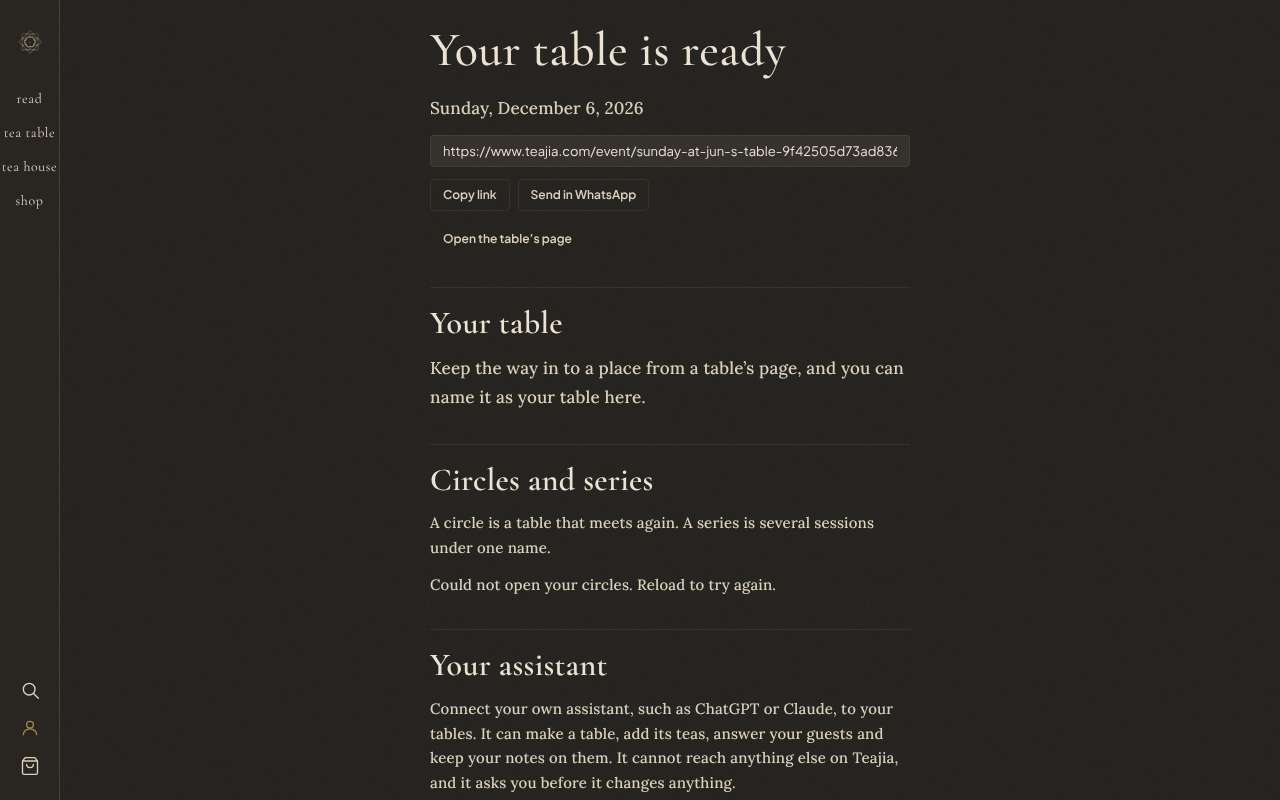 read
tea table
tea house
shop
Your table is ready
Sunday, December 6, 2026
https://www.teajia.com/event/sunday-at-jun-s-table-9f42505d73ad836
Copy link
Send in WhatsApp
Open the table’s page
Your table
Keep the way in to a place from a table’s page, and you can
name it as your table here.
Circles and series
A circle is a table that meets again. A series is several sessions
under one name.
Could not open your circles. Reload to try again.
Your assistant
Connect your own assistant, such as ChatGPT or Claude, to your
tables. It can make a table, add its teas, answer your guests and
keep your notes on them. It cannot reach anything else on Teajia,
and it asks you before it changes anything.